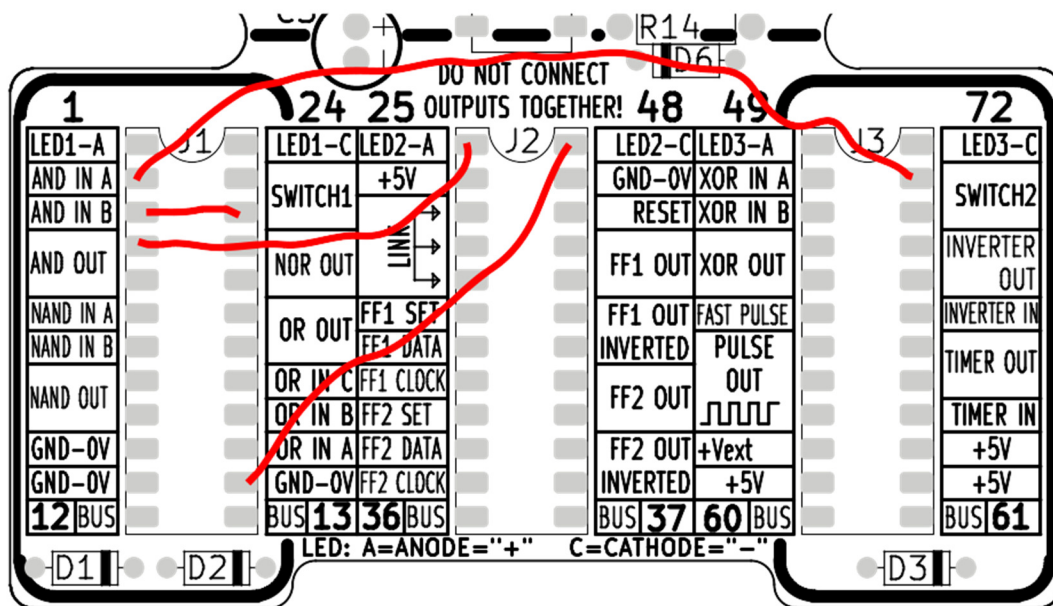 R14
D6
DO NOT CONNECT
OUTPUTS TOGETHER!
1
24
25
48
49
72
J1
J2
J3
LED1-A
AND IN A
AND IN B
AND OUT
NAND IN A
NAND IN B
NAND OUT
GND-0V
GND-0V
12 BUS
LED1-C
SWITCH1
NOR OUT
OR OUT
OR IN C
OR IN B
OR IN A
GND-0V
BUS 13
LED2-A
+5V
LINK
FF1 SET
FF1 DATA
FF1 CLOCK
FF2 SET
FF2 DATA
FF2 CLOCK
36 BUS
LED2-C
GND-0V
RESET
FF1 OUT
FF1 OUT
INVERTED
FF2 OUT
FF2 OUT
INVERTED
BUS 37
LED3-A
XOR IN A
XOR IN B
XOR OUT
FAST PULSE
PULSE
OUT
+Vext
+5V
60 BUS
LED3-C
SWITCH2
INVERTER
OUT
INVERTER IN
TIMER OUT
TIMER IN
+5V
+5V
BUS 61
LED: A=ANODE="+" C=CATHODE="-"
D1
D2
D3